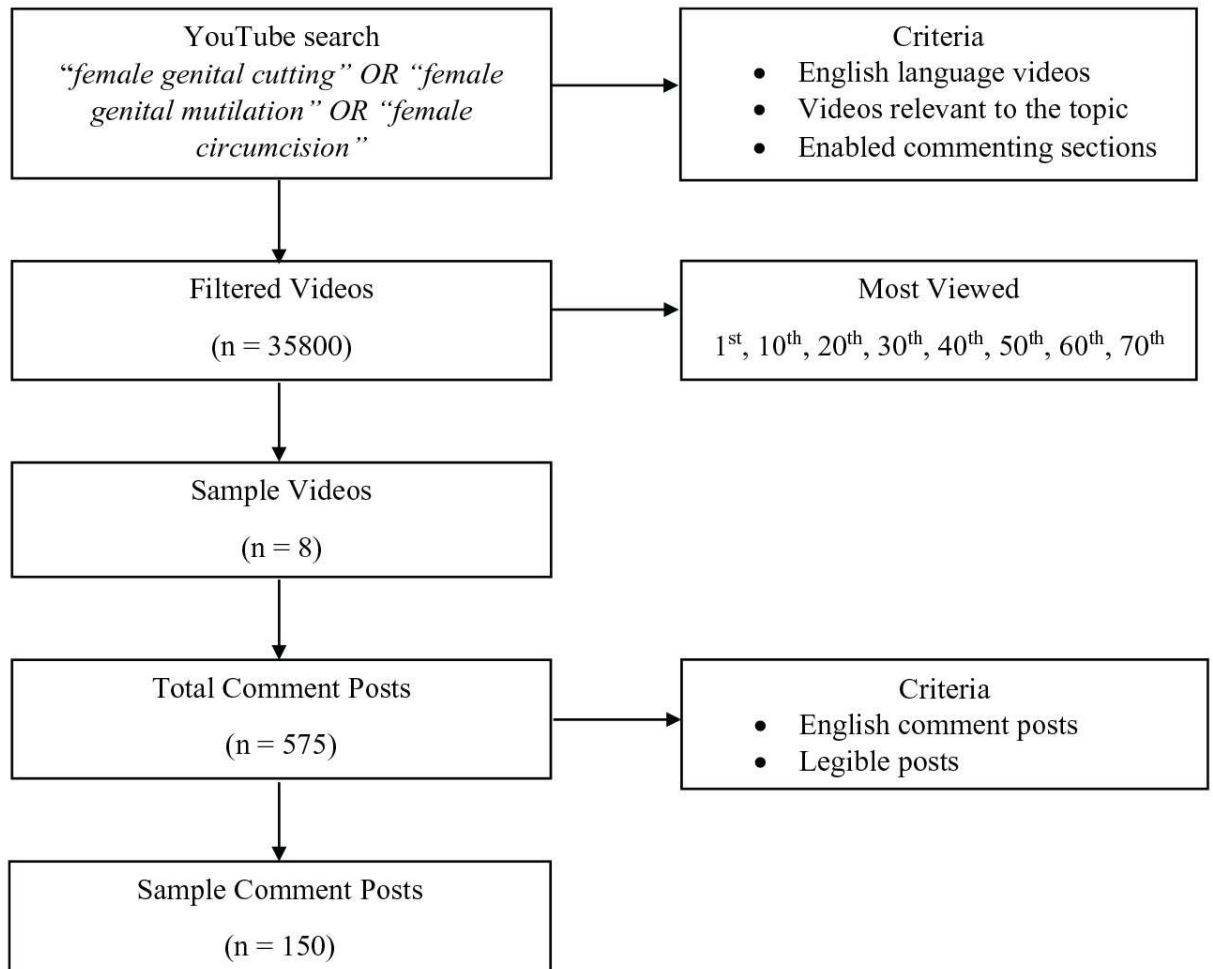 YouTube search
“female genital cutting” OR “female
genital mutilation” OR “female
circumcision”
Criteria
• English language videos
• Videos relevant to the topic
• Enabled commenting sections
Filtered Videos
(n = 35800)
Most Viewed
1st, 10th, 20th, 30th, 40th, 50th, 60th, 70th
Sample Videos
(n = 8)
Total Comment Posts
(n = 575)
Criteria
• English comment posts
• Legible posts
Sample Comment Posts
(n = 150)